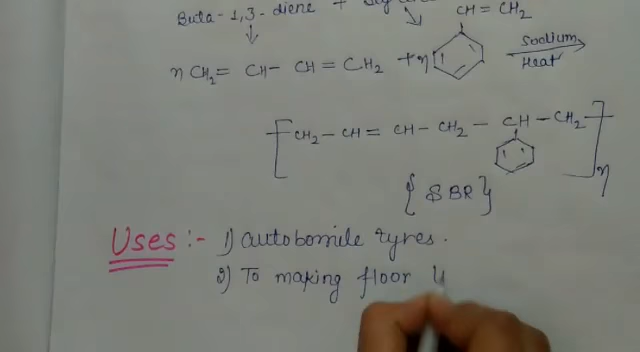 CH = CH2
Buta-1,3-diene +
n CH2 = CH - CH = CH2 + n
Sodium
Heat
[ CH2 - CH = CH - CH2 - CH - CH2 ] n
{ SBR }
Uses :- 1) autobomile tyres.
2) To making floor